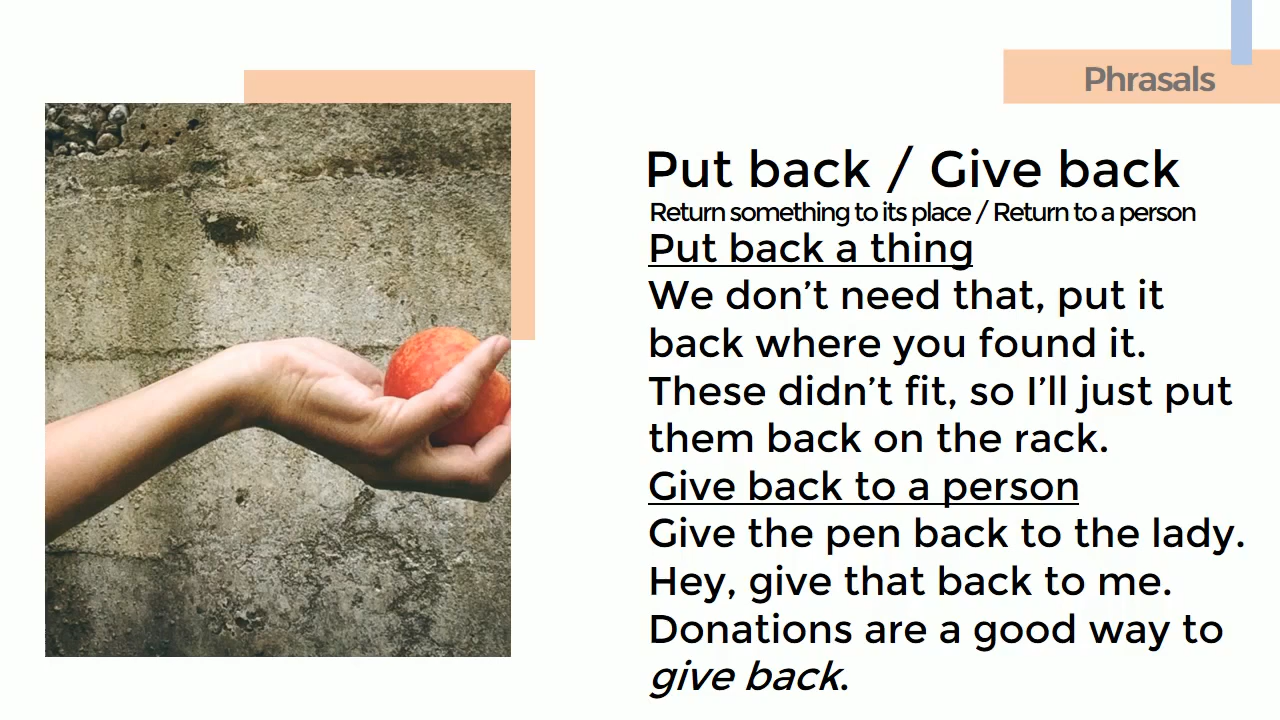 Phrasals
Put back / Give back
Return something to its place / Return to a person
Put back a thing
We don’t need that, put it
back where you found it.
These didn’t fit, so I’ll just put
them back on the rack.
Give back to a person
Give the pen back to the lady.
Hey, give that back to me.
Donations are a good way to
give back.